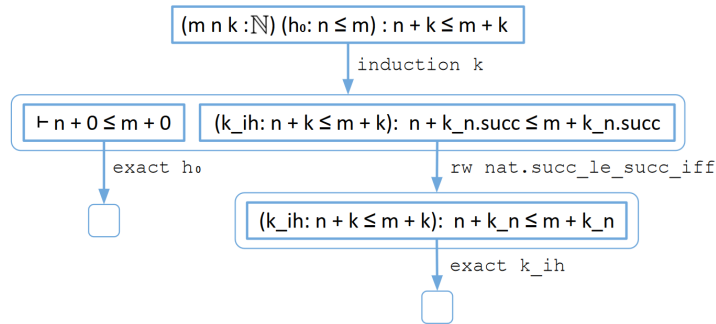 (m n k :ℕ) (h₀: n ≤ m) : n + k ≤ m + k
induction k
⊢ n + 0 ≤ m + 0
(k_ih: n + k ≤ m + k): n + k_n.succ ≤ m + k_n.succ
exact h₀
rw nat.succ_le_succ_iff
(k_ih: n + k ≤ m + k): n + k_n ≤ m + k_n
exact k_ih